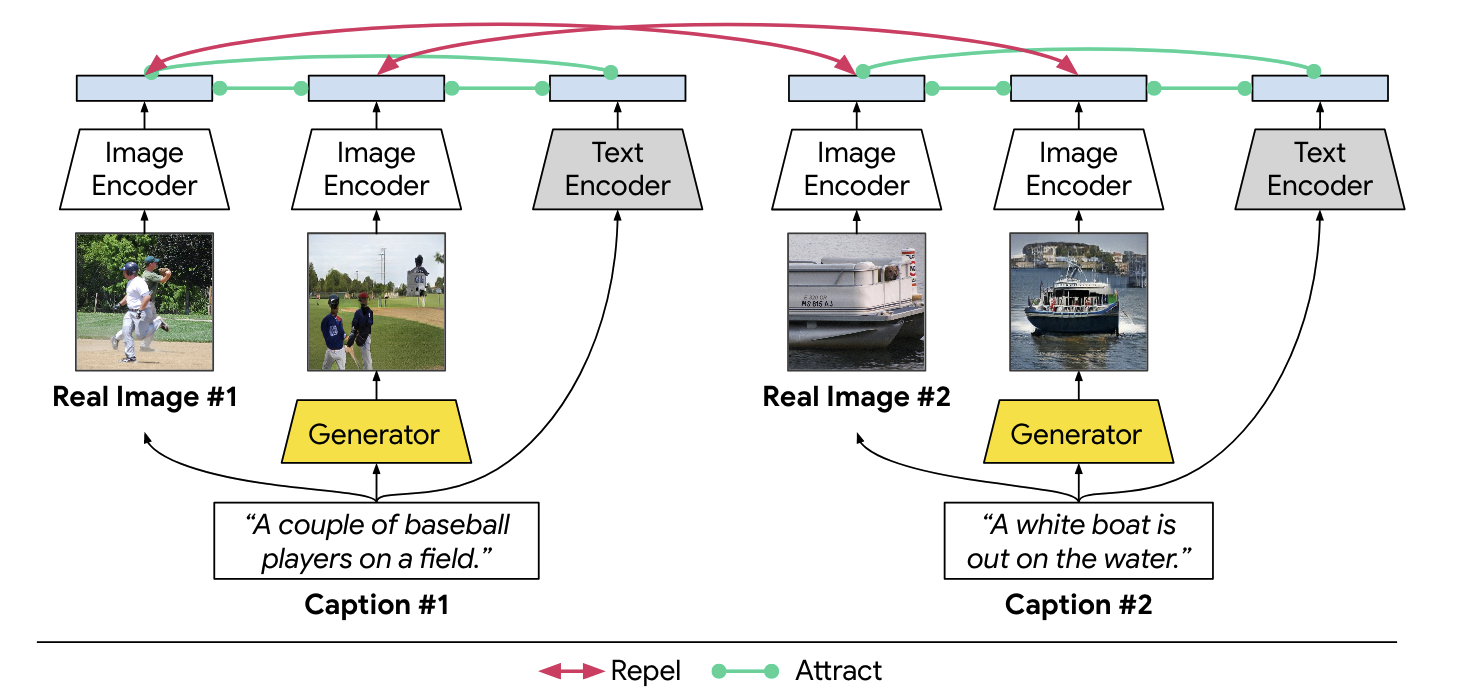 Image
Encoder
Image
Encoder
Text
Encoder
Image
Encoder
Image
Encoder
Text
Encoder
Real Image #1
Real Image #2
Generator
Generator
“A couple of baseball
players on a field.”
“A white boat is
out on the water.”
Caption #1
Caption #2
Repel
Attract